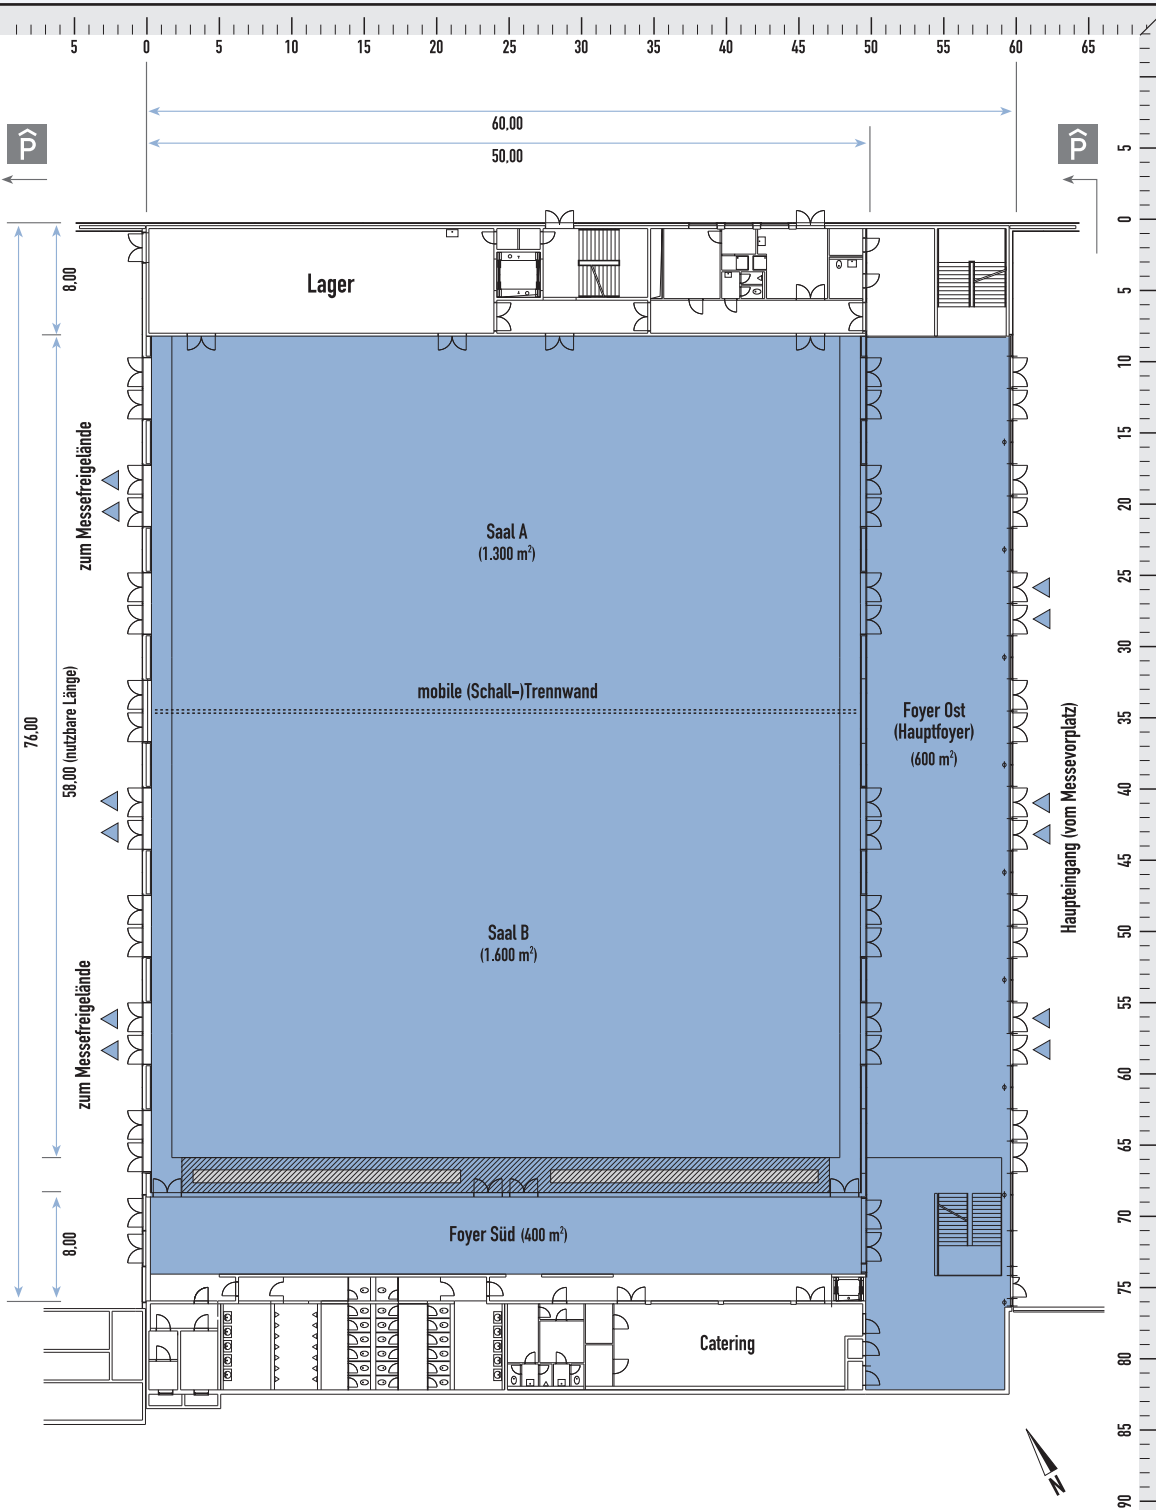 5 0 5 10 15 20 25 30 35 40 45 50 55 60 65
60,00
50,00
P
P
8,00
Lager
zum Messefreigelände
Saal A
(1.300 m²)
mobile (Schall-)Trennwand
58,00 (nutzbare Länge)
76,00
Foyer Ost
(Hauptfoyer)
(600 m²)
Haupteingang (vom Messevorplatz)
Saal B
(1.600 m²)
zum Messefreigelände
8,00
Foyer Süd (400 m²)
Catering
N
5
0
5
10
15
20
25
30
35
40
45
50
55
60
65
70
75
80
85
90